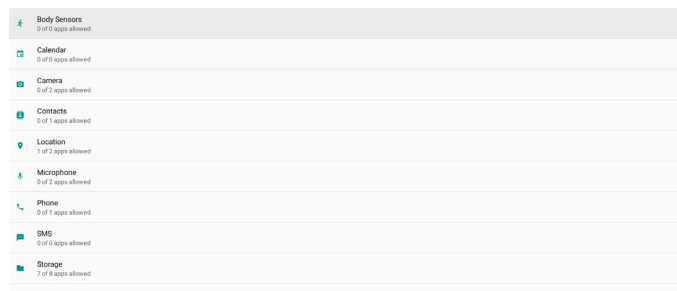 Body Sensors
0 of 0 apps allowed
Calendar
0 of 0 apps allowed
Camera
0 of 2 apps allowed
Contacts
0 of 1 apps allowed
Location
1 of 2 apps allowed
Microphone
0 of 2 apps allowed
Phone
0 of 1 apps allowed
SMS
0 of 0 apps allowed
Storage
7 of 8 apps allowed